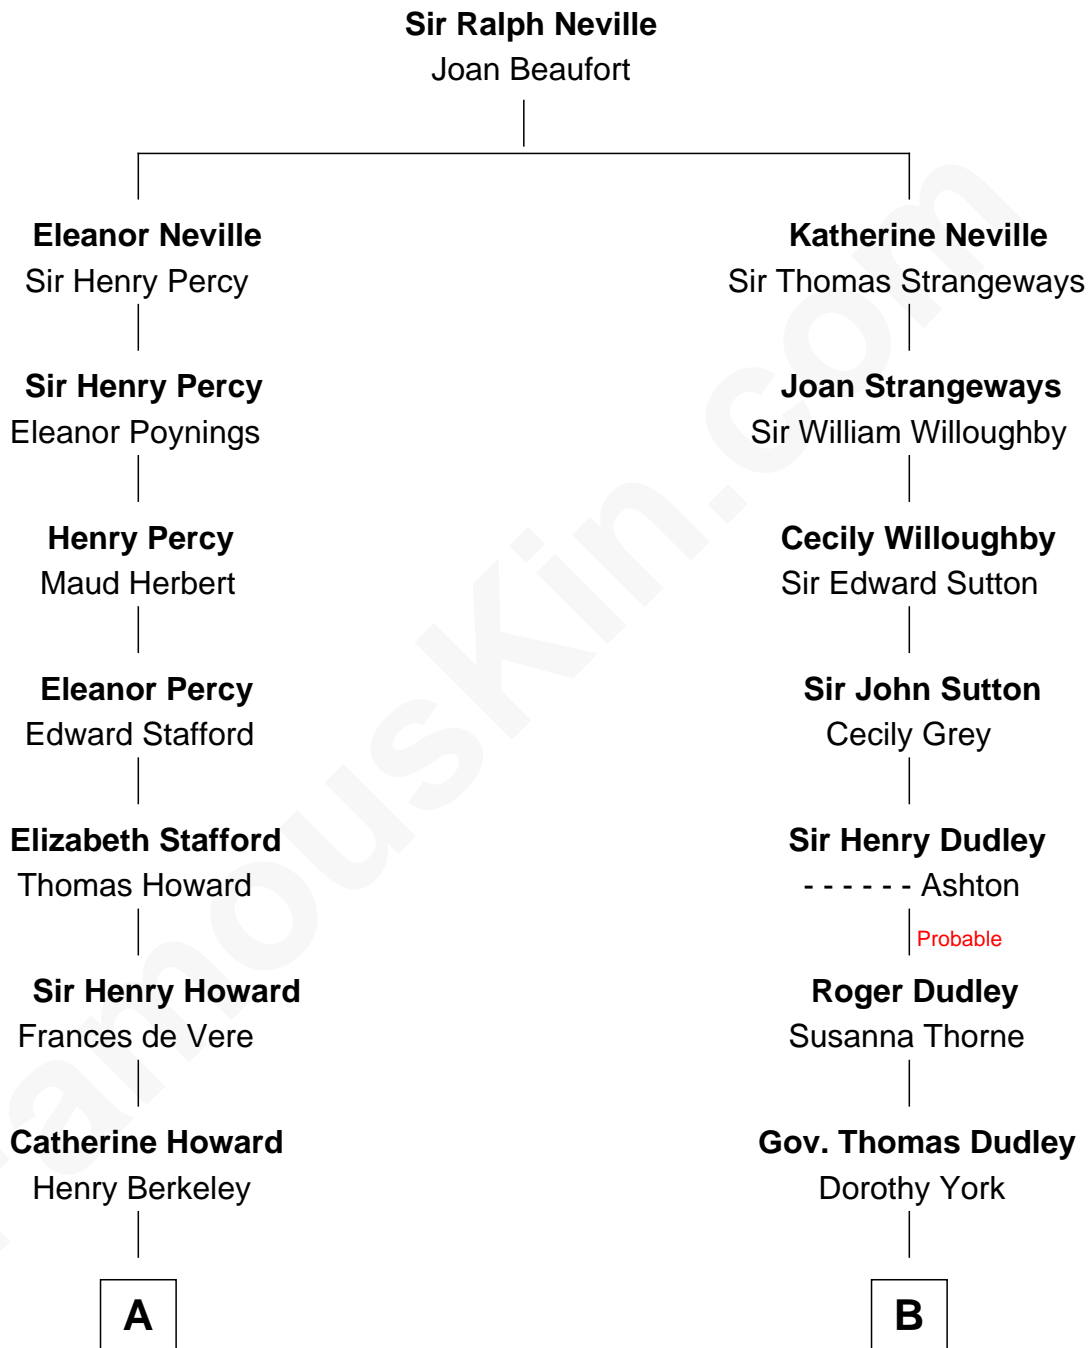 Sir Ralph Neville
Joan Beaufort
Eleanor Neville
Sir Henry Percy
Katherine Neville
Sir Thomas Strangeways
Sir Henry Percy
Eleanor Poynings
Joan Strangeways
Sir William Willoughby
Henry Percy
Maud Herbert
Cecily Willoughby
Sir Edward Sutton
Eleanor Percy
Edward Stafford
Sir John Sutton
Cecily Grey
Elizabeth Stafford
Thomas Howard
Sir Henry Dudley
- - - - - - Ashton
Probable
Sir Henry Howard
Frances de Vere
Roger Dudley
Susanna Thorne
Catherine Howard
Henry Berkeley
Gov. Thomas Dudley
Dorothy York
A
B
FamousKin.com